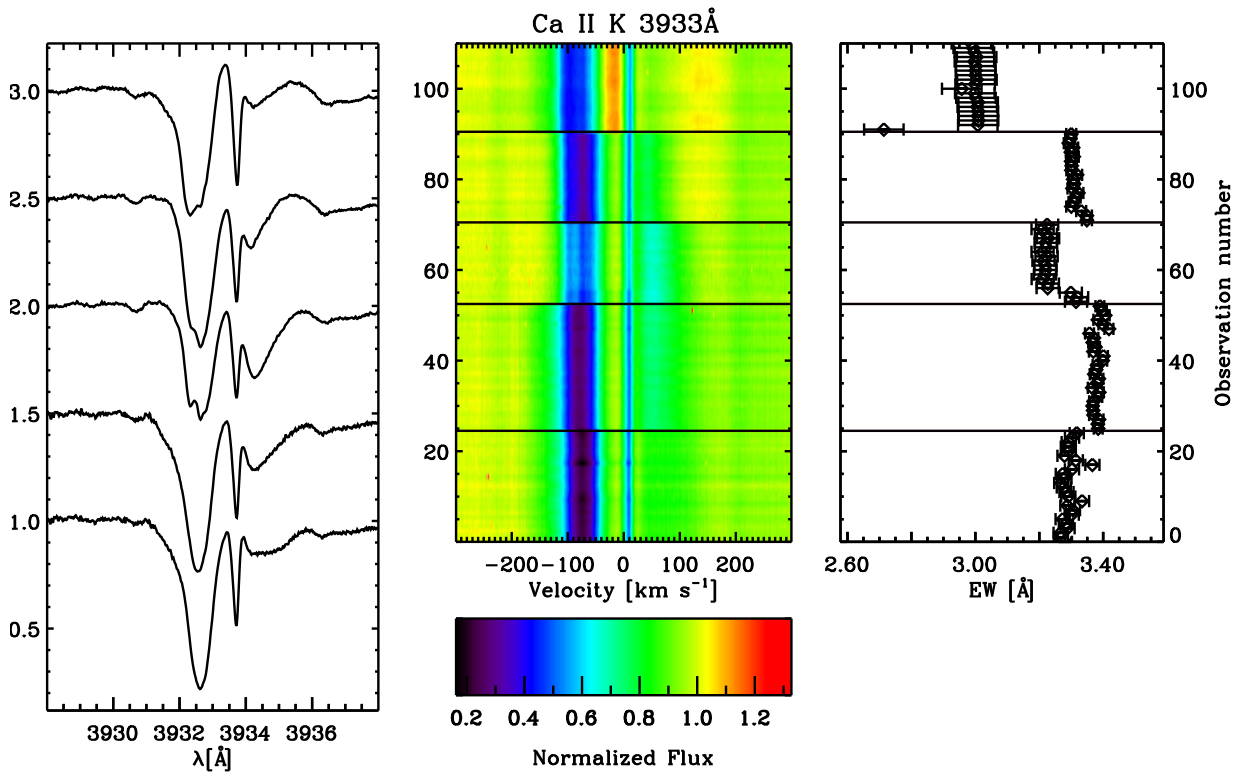 Ca II K 3933Å
3.0
2.5
2.0
1.5
1.0
0.5
3930 3932 3934 3936
λ[Å]
100
80
60
40
20
-200 -100 0 100 200
Velocity [km s⁻¹]
0.2 0.4 0.6 0.8 1.0 1.2
Normalized Flux
100
80
60
40
20
0
Observation number
2.60 3.00 3.40
EW [Å]